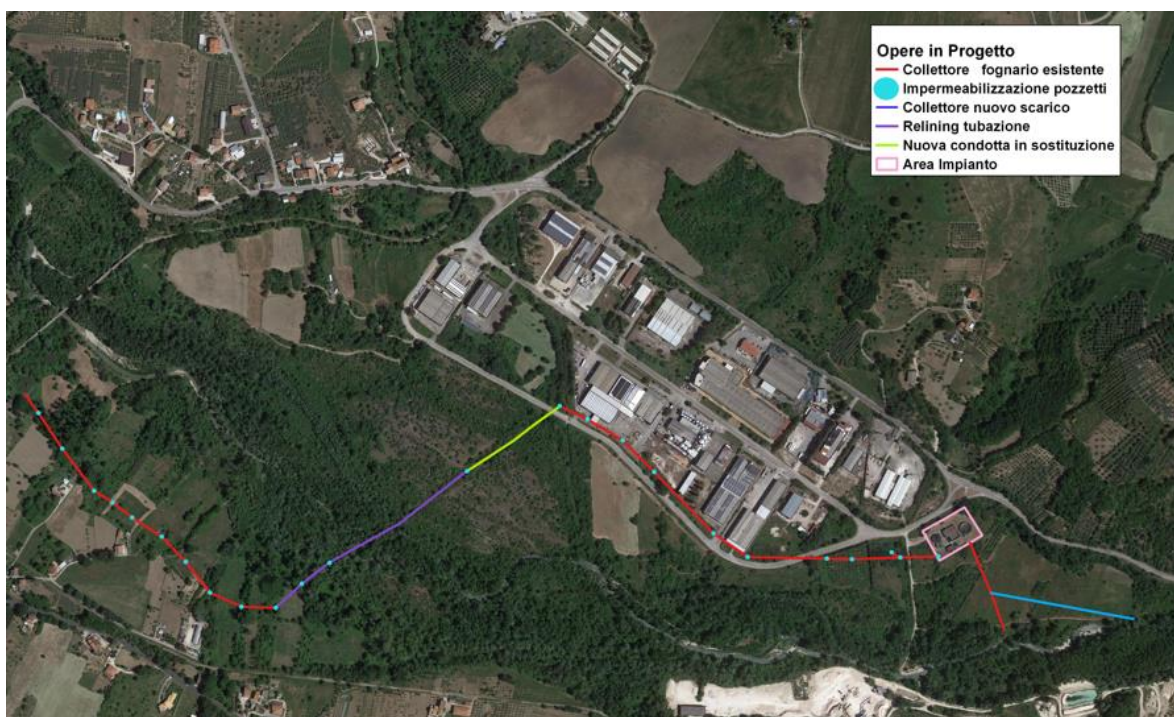 Opere in Progetto
Collettore fognario esistente
Impermeabilizzazione pozzetti
Collettore nuovo scarico
Relining tubazione
Nuova condotta in sostituzione
Area Impianto